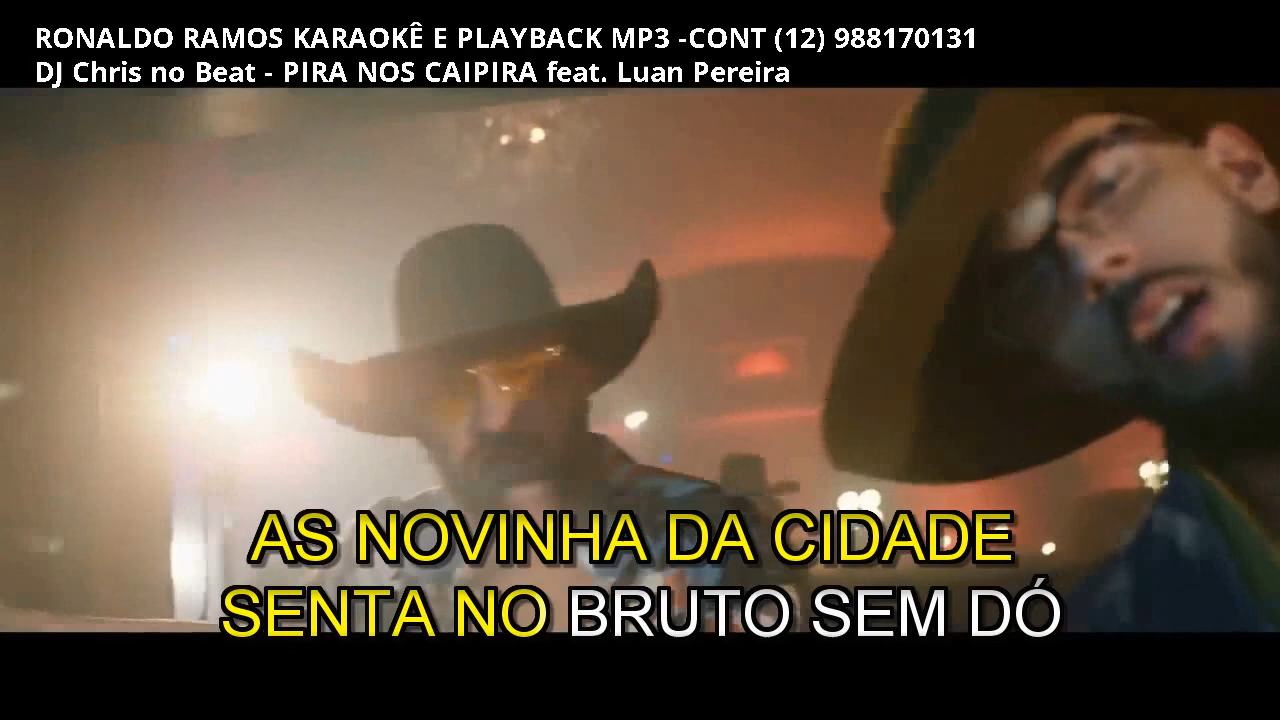 RONALDO RAMOS KARAOKÊ E PLAYBACK MP3 -CONT (12) 988170131
DJ Chris no Beat - PIRA NOS CAIPIRA feat. Luan Pereira
AS NOVINHA DA CIDADE
SENTA NO BRUTO SEM DÓ